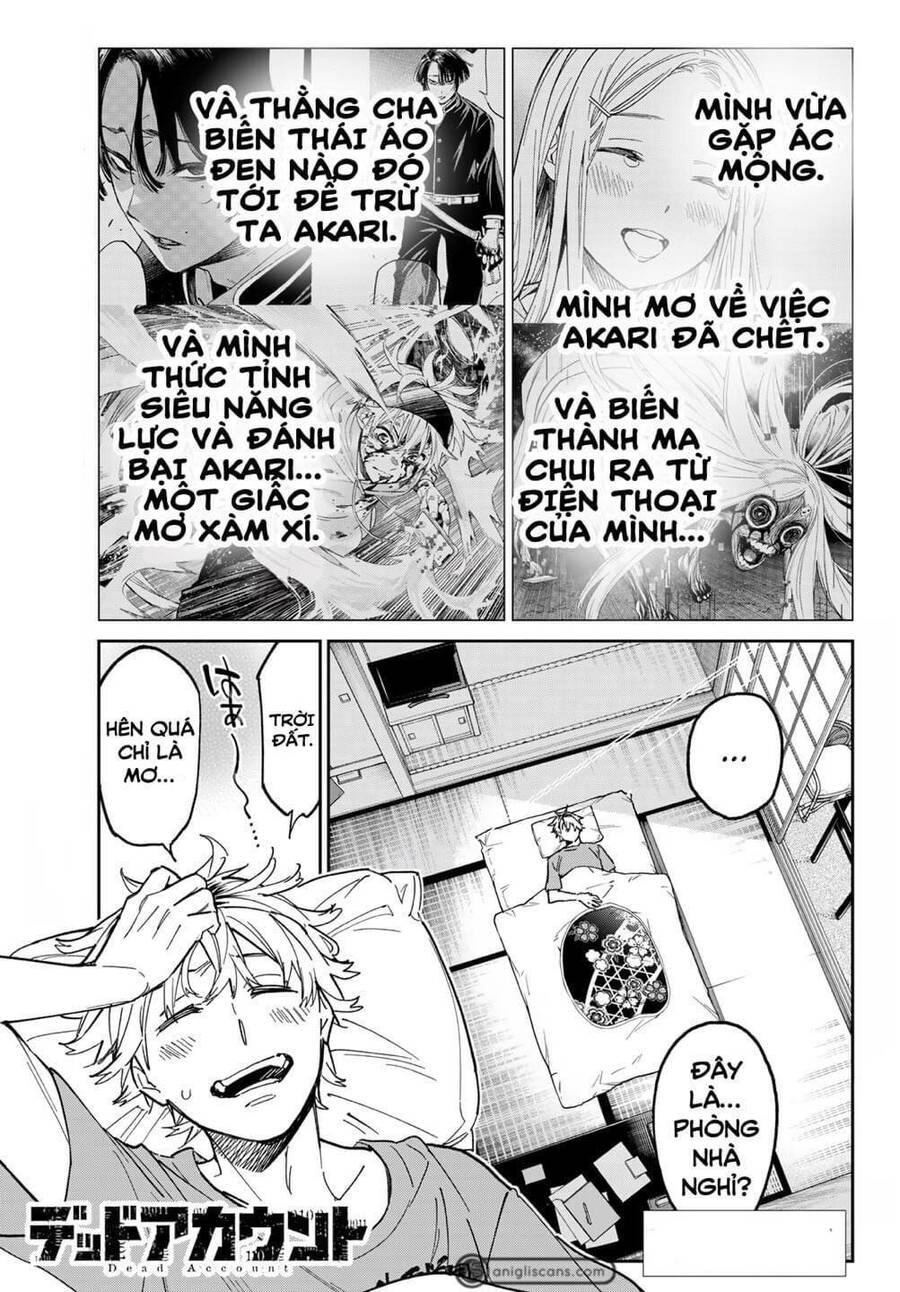 MÌNH VỪA
GẶP ÁC
MỘNG.
MÌNH MƠ VỀ VIỆC
AKARI ĐÃ CHẾT.
VÀ BIẾN
THÀNH MA
CHUI RA TỪ
ĐIỆN THOẠI
CỦA MÌNH...
VÀ THẰNG CHA
BIẾN THÁI ÁO
ĐEN NÀO ĐÓ
TỚI ĐỂ TRỪ
TA AKARI.
VÀ MÌNH
THỨC TỈNH
SIÊU NĂNG
LỰC VÀ ĐÁNH
BẠI AKARI...
MỘT GIẤC
MƠ XÀM XÍ.
...
ĐÂY
LÀ...
PHÒNG
NHÀ
NGHỈ?
TRỜI
ĐẤT.
HÊN QUÁ
CHỈ LÀ
MƠ...
デッドアカウント
Dead Account
anigliscans.com